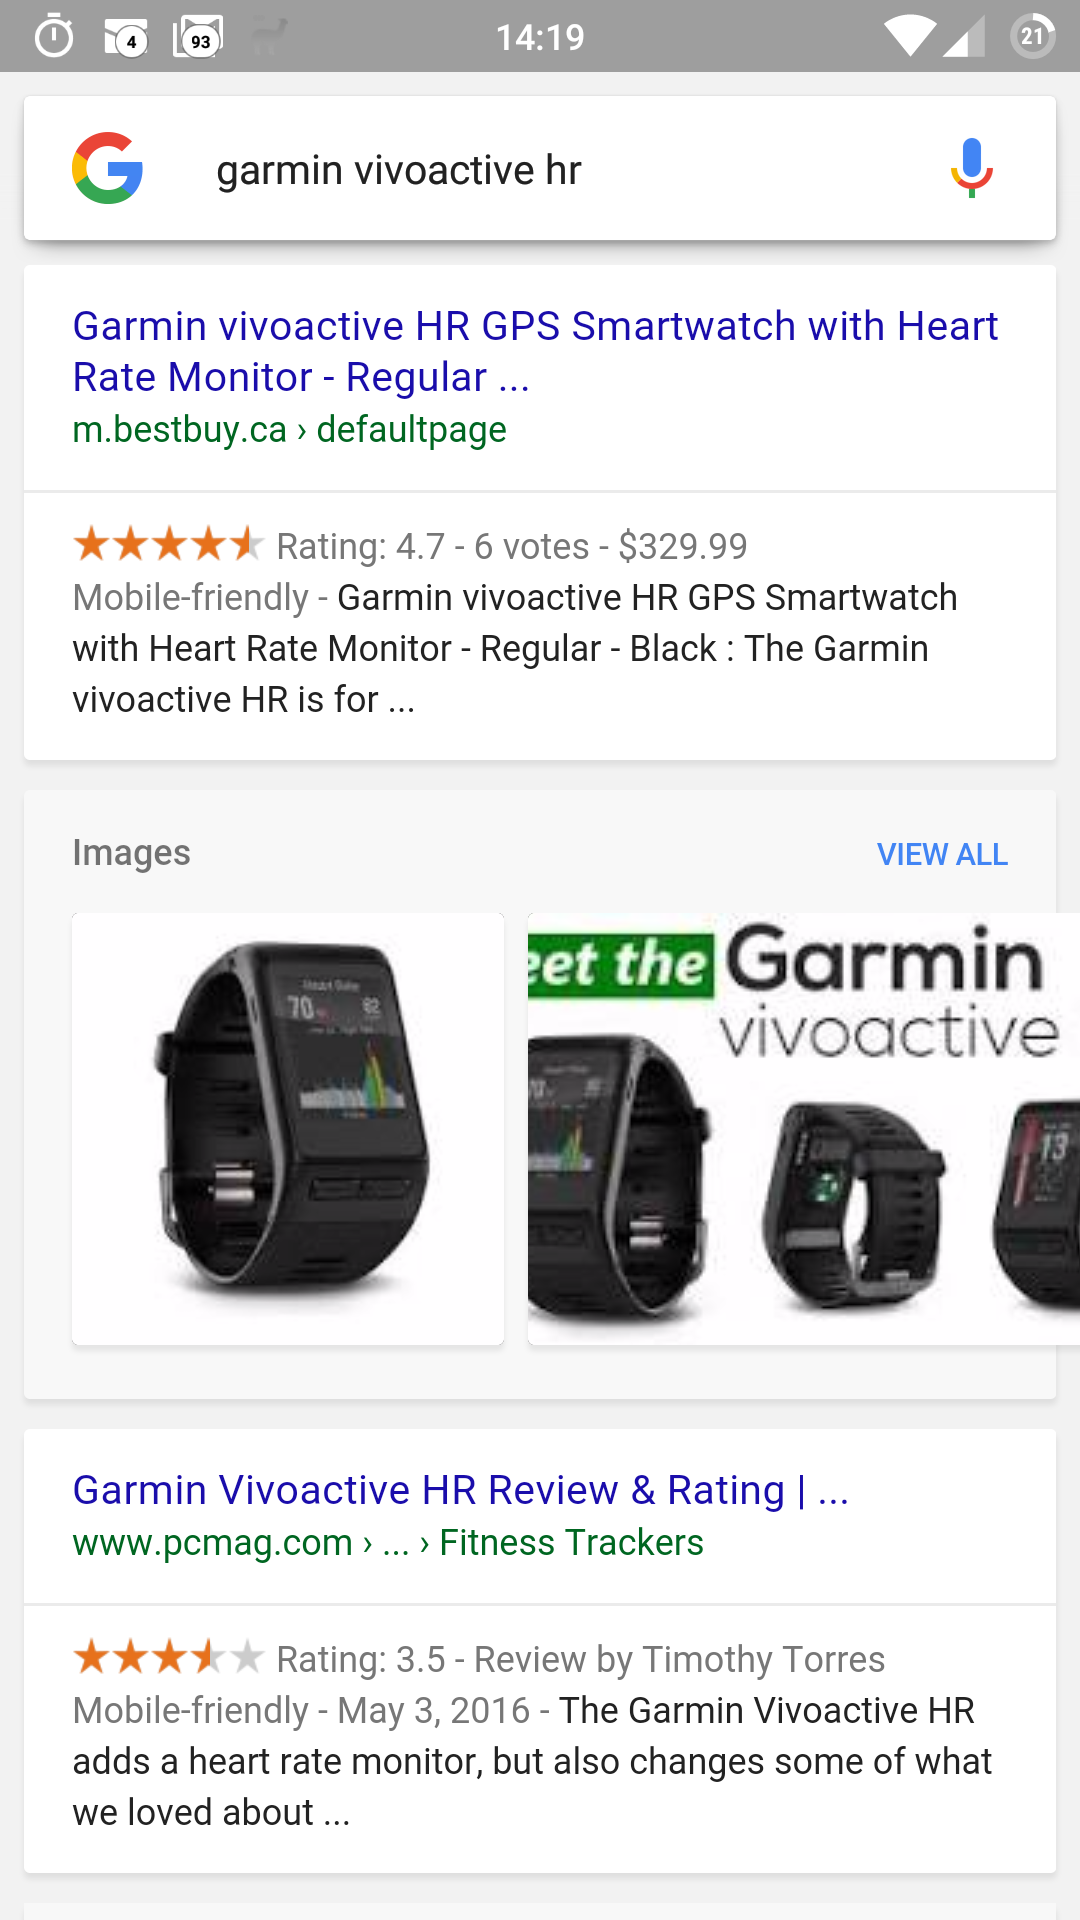 4
93
14:19
21
garmin vivoactive hr
Garmin vivoactive HR GPS Smartwatch with Heart
Rate Monitor - Regular ...
m.bestbuy.ca › defaultpage
Rating: 4.7 - 6 votes - $329.99
Mobile-friendly - Garmin vivoactive HR GPS Smartwatch
with Heart Rate Monitor - Regular - Black : The Garmin
vivoactive HR is for ...
Images
VIEW ALL
Heart Rate
70
82
eet the Garmin
vivoactive
70
13
Garmin Vivoactive HR Review & Rating | ...
www.pcmag.com › ... › Fitness Trackers
Rating: 3.5 - Review by Timothy Torres
Mobile-friendly - May 3, 2016 - The Garmin Vivoactive HR
adds a heart rate monitor, but also changes some of what
we loved about ...